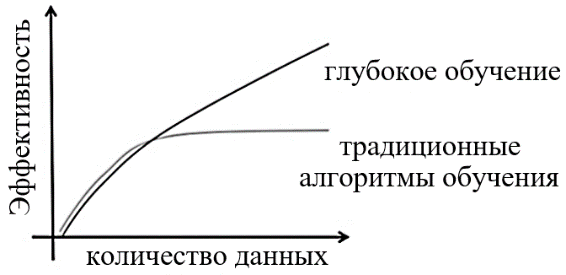 Эффективность
глубокое обучение
традиционные
алгоритмы обучения
количество данных